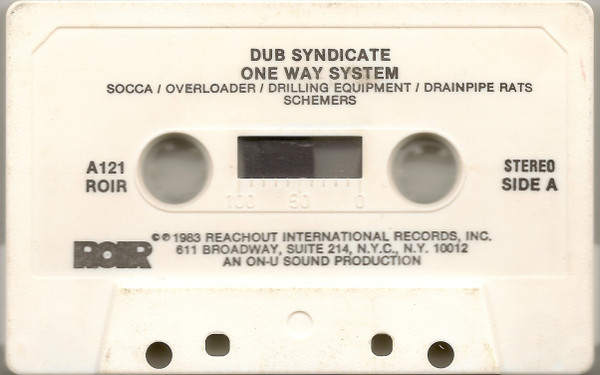 DUB SYNDICATE
ONE WAY SYSTEM
SOCCA / OVERLOADER / DRILLING EQUIPMENT / DRAINPIPE RATS
SCHEMERS
A121
ROIR
STEREO
SIDE A
100 50 0
©℗1983 REACHOUT INTERNATIONAL RECORDS, INC.
611 BROADWAY, SUITE 214, N.Y.C., N.Y. 10012
AN ON-U SOUND PRODUCTION
ROIR